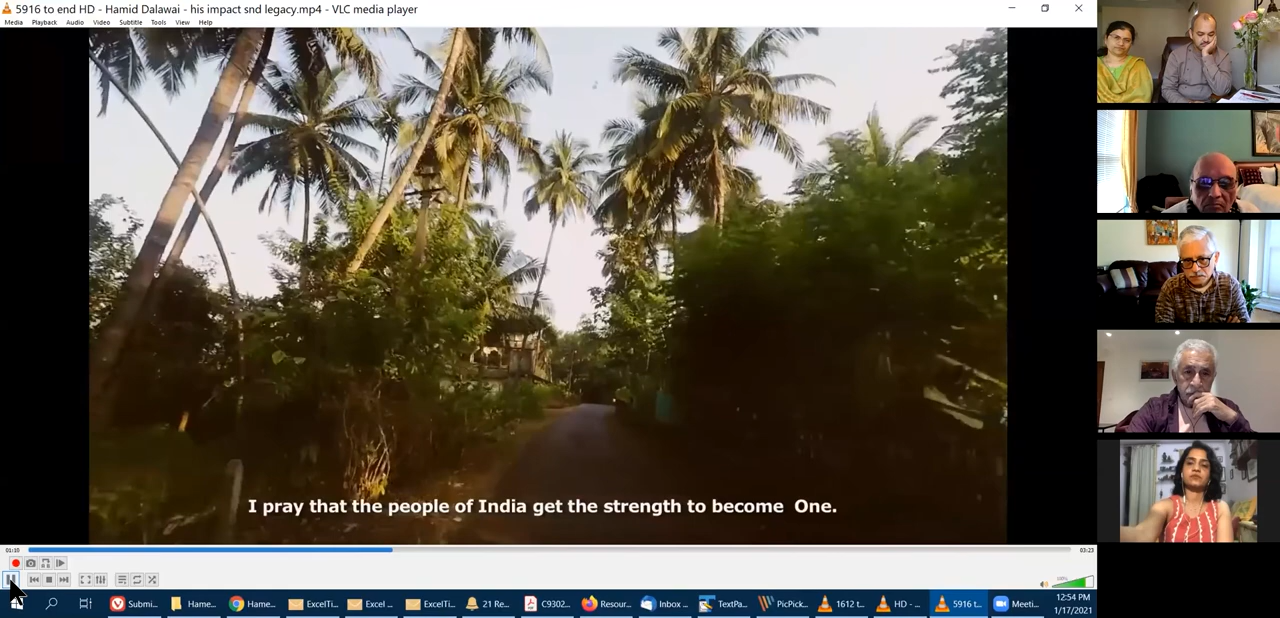 5916 to end HD - Hamid Dalawai - his impact snd legacy.mp4 - VLC media player
Media Playback Audio Video Subtitle Tools View Help
I pray that the people of India get the strength to become One.
01:10 03:23
Submi... Hame... Hame... ExcelTi... Excel ... ExcelTi... 21 Re... C9302... Resour... Inbox ... TextPa... PicPick... 1612 t... HD - ... 5916 t... Meeti...
12:54 PM
1/17/2021